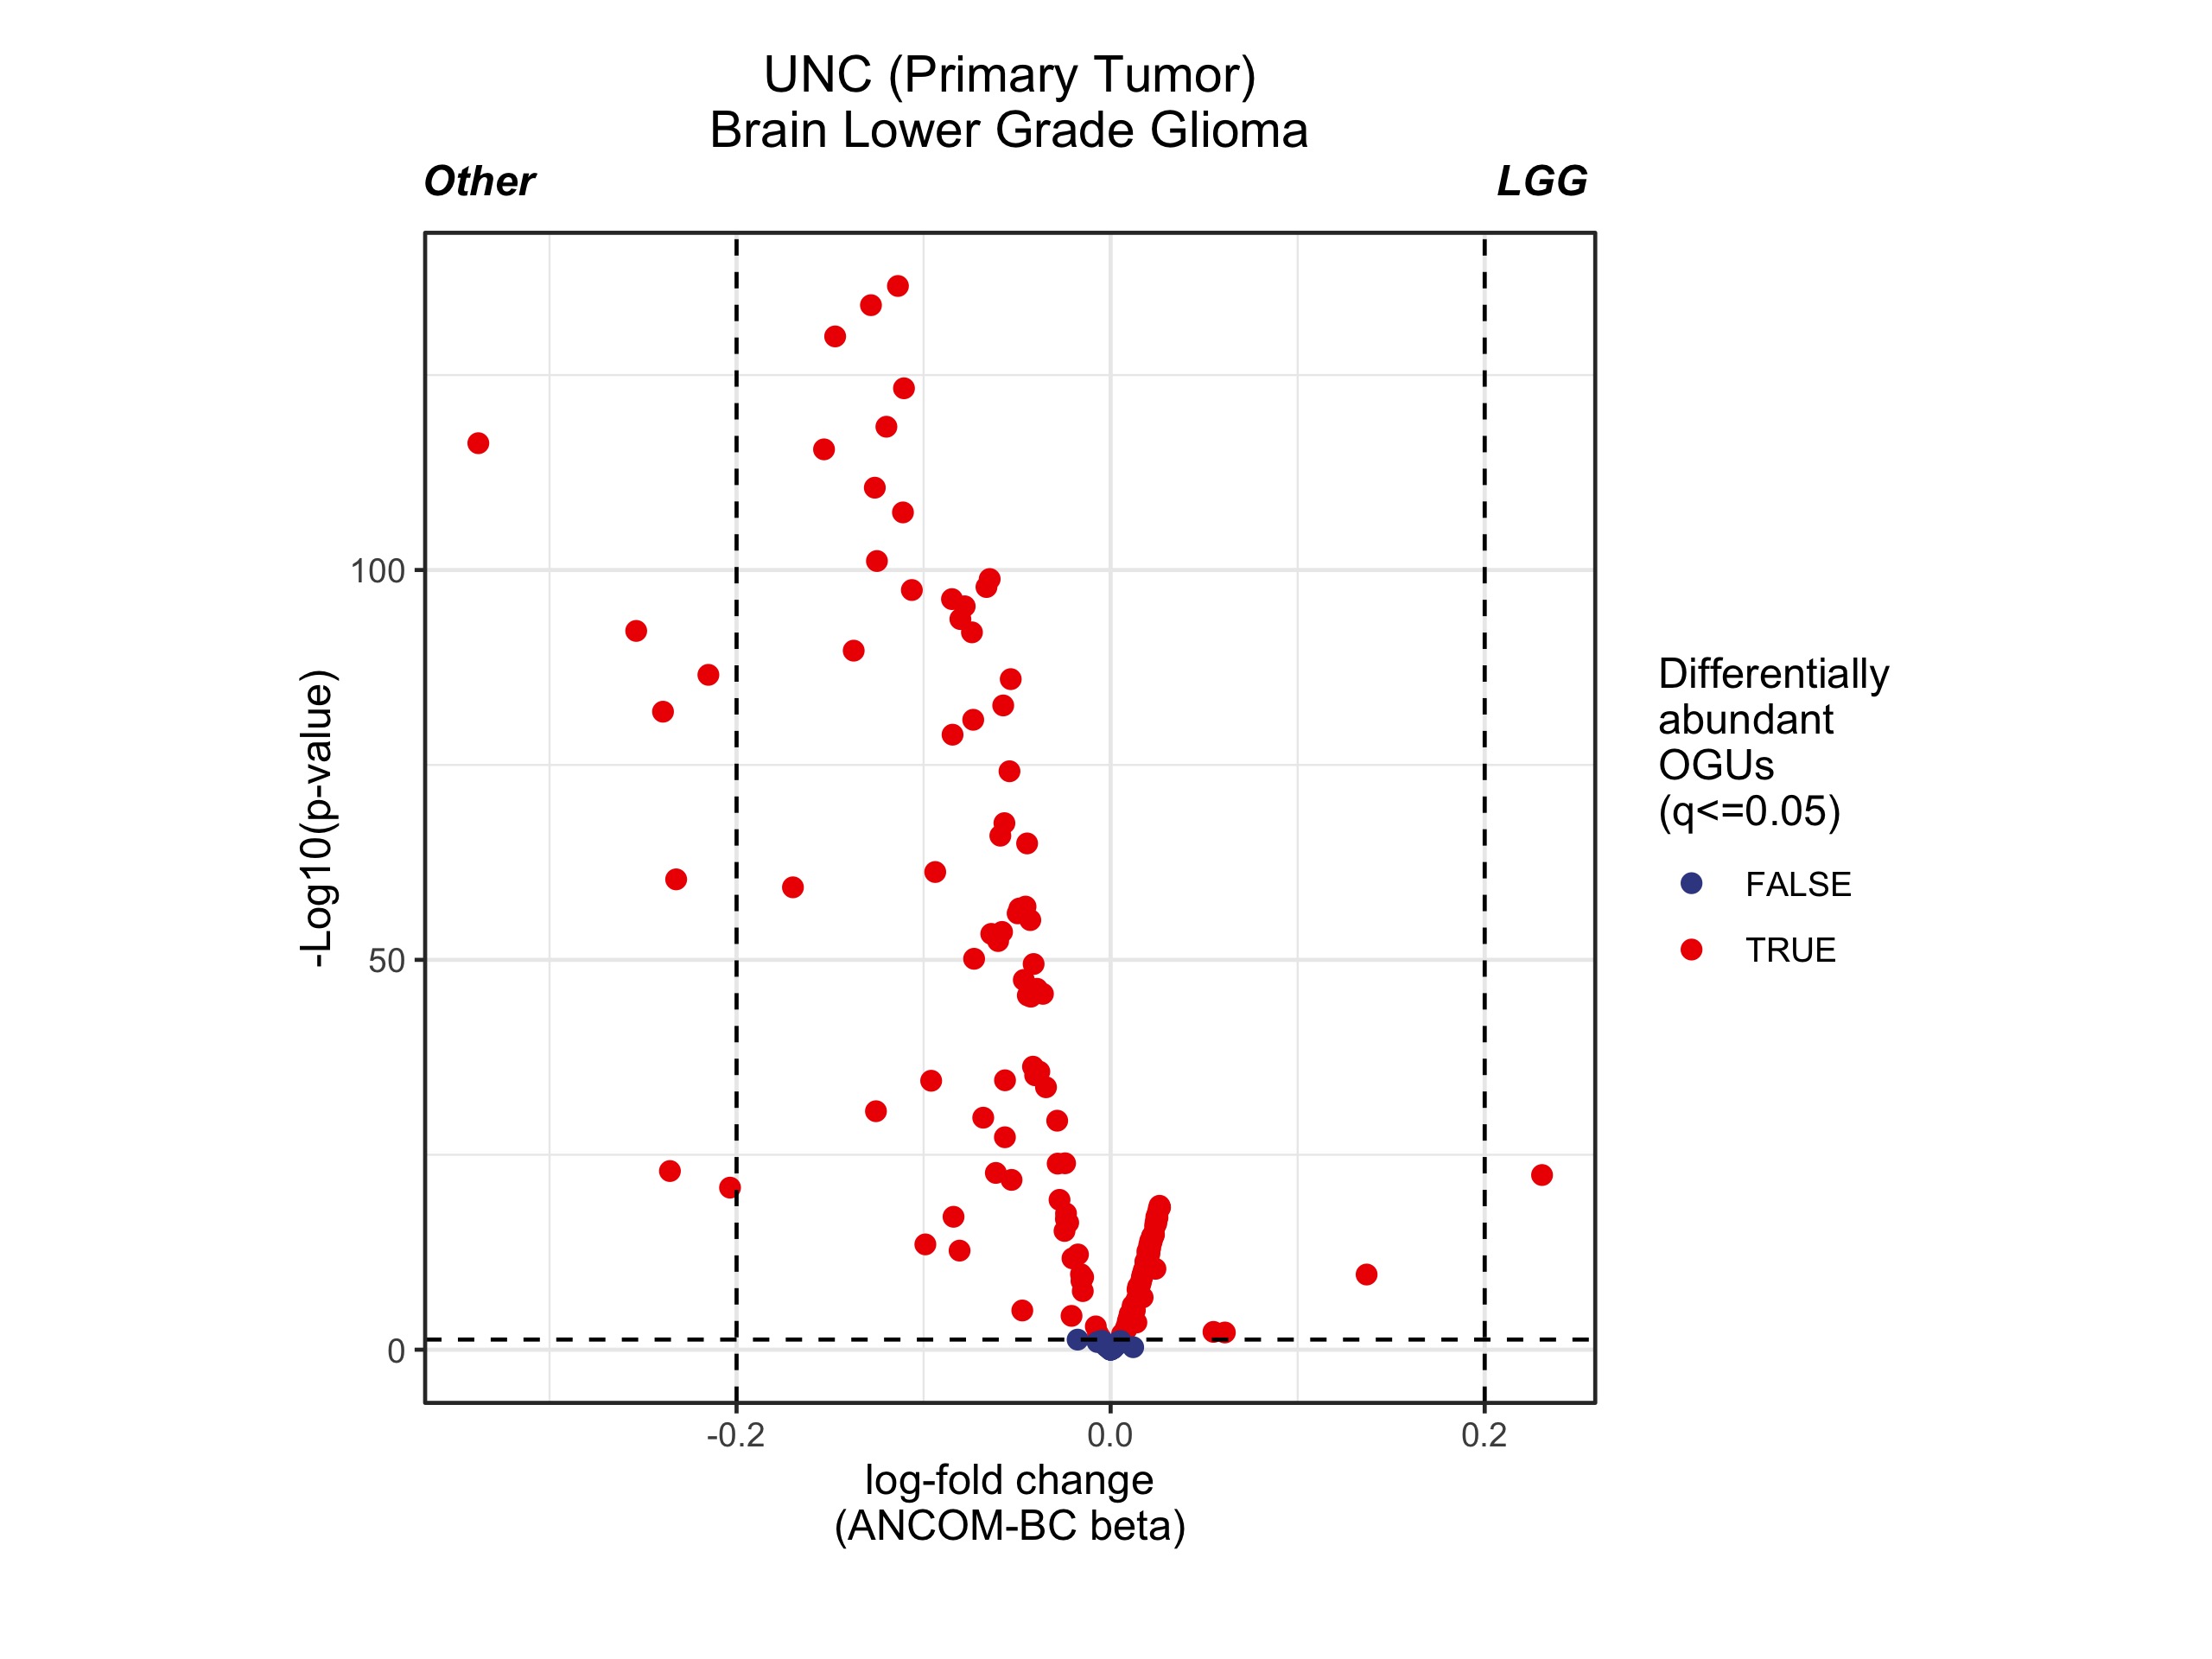 UNC (Primary Tumor)
Brain Lower Grade Glioma
Other
LGG
-Log10(p-value)
100
50
0
-0.2
0.0
0.2
log-fold change
(ANCOM-BC beta)
Differentially
abundant
OGUs
(q<=0.05)
FALSE
TRUE